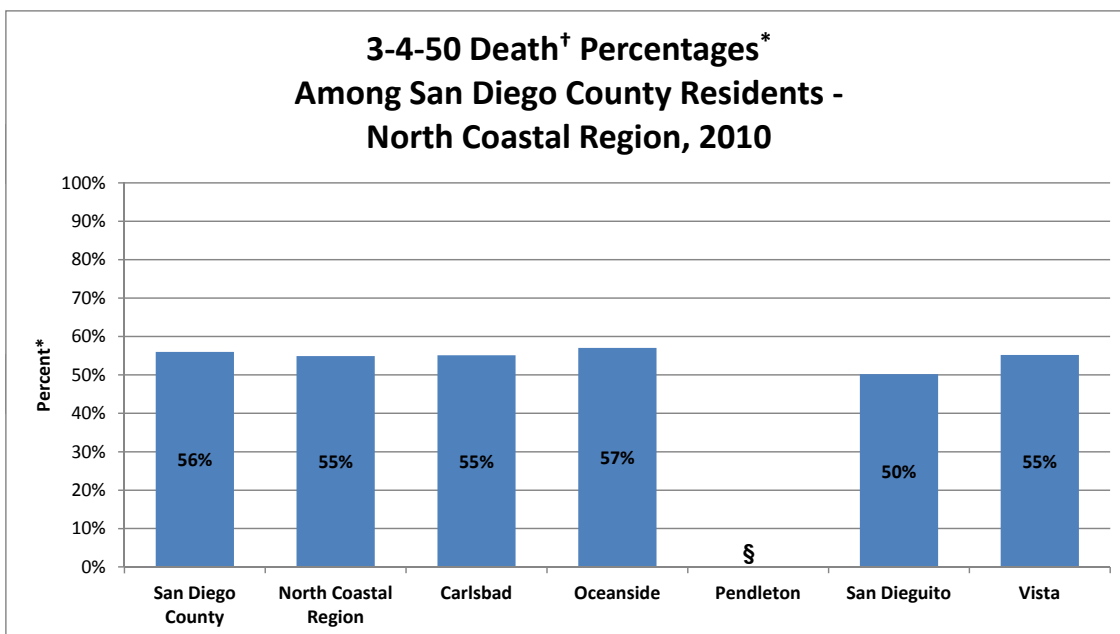 3-4-50 Death† Percentages*
Among San Diego County Residents -
North Coastal Region, 2010
100%
90%
80%
70%
60%
50%
40%
30%
20%
10%
0%
Percent*
56%
55%
55%
57%
§
50%
55%
San Diego
County
North Coastal
Region
Carlsbad
Oceanside
Pendleton
San Dieguito
Vista